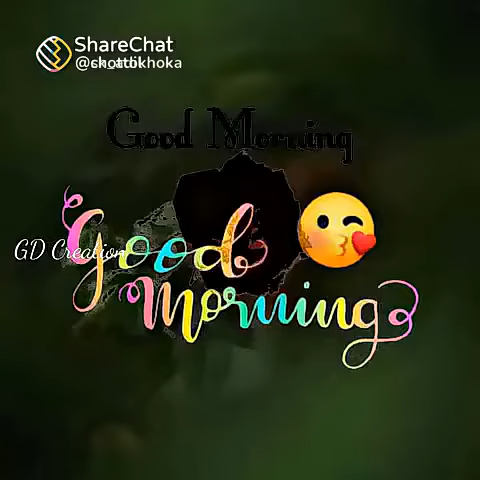 ShareChat
Good Morning
GD Creation
Good
Morning